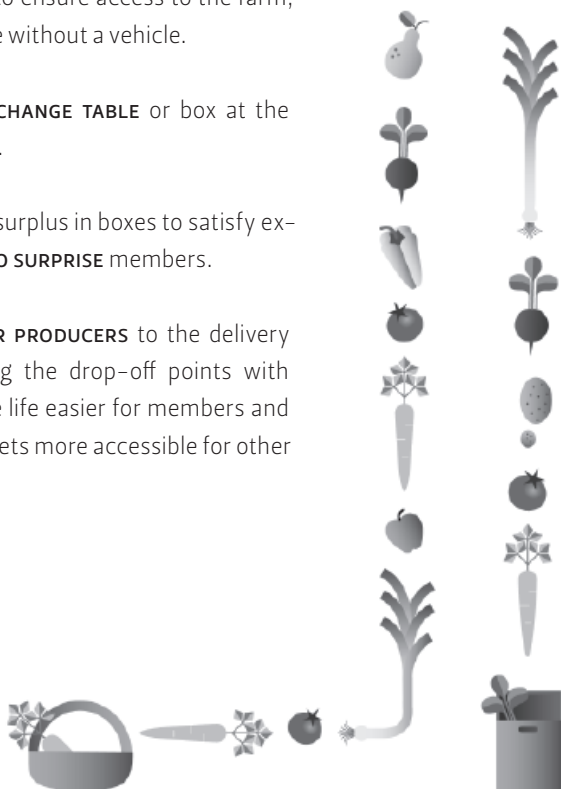 to ensure access to the farm,
without a vehicle.
CHANGE TABLE or box at the
.
surplus in boxes to satisfy ex-
SURPRISE members.
PRODUCERS to the delivery
the drop-off points with
life easier for members and
more accessible for other